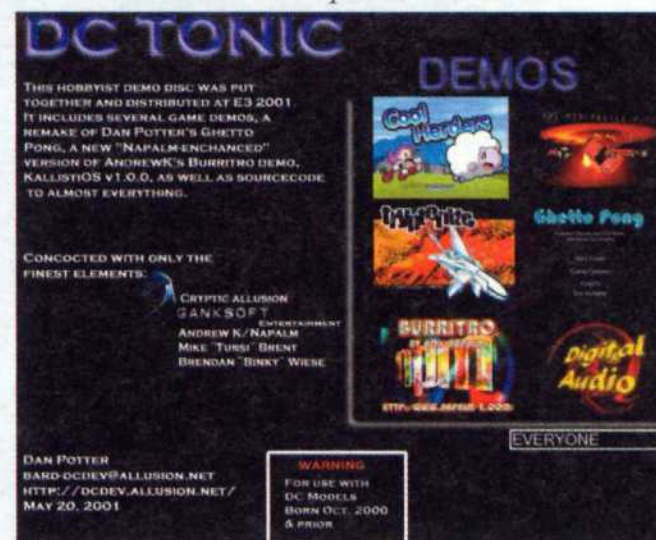 DC TONIC
THIS HOBBYIST DEMO DISC WAS PUT
TOGETHER AND DISTRIBUTED AT E3 2001
IT INCLUDES SEVERAL GAME DEMOS, A
REMAKE OF DAN POTTER'S GHETTO
PONG, A NEW "NAPALM-ENCHANCED"
VERSION OF ANDREWK'S BURRITRO DEMO,
KALLISTIOS V1.0.0, AS WELL AS SOURCECODE
TO ALMOST EVERYTHING.
CONCOCTED WITH ONLY THE
FINEST ELEMENTS:
CRYPTIC ALLUSION
GANKSOFT
ENTERTAINMENT
ANDREW K/NAPALM
MIKE "TURSI" BRENT
BRENDAN "BINKY" WIESE
DAN POTTER
BARD-DCDEV@ALLUSION.NET
HTTP://DCDEV.ALLUSION.NET/
MAY 20, 2001
WARNING
FOR USE WITH
DC MODELS
BORN OCT. 2000
& PRIOR
DEMOS
Cool
Herders
Ghetto Pong
BURRITRO
Digital
Audio
EVERYONE